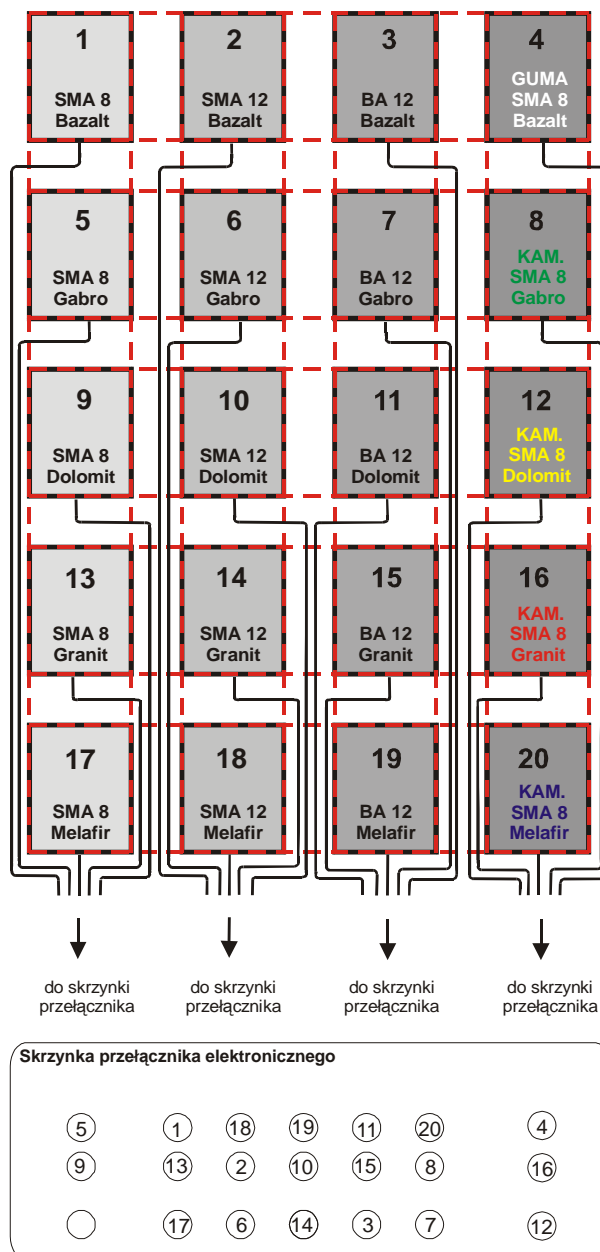 1 2 3 4
SMA 8 SMA 12 BA 12 GUMA
Bazalt Bazalt Bazalt SMA 8
Bazalt
5 6 7 8
SMA 8 SMA 12 BA 12 KAM.
Gabro Gabro Gabro SMA 8
Gabro
9 10 11 12
SMA 8 SMA 12 BA 12 KAM.
Dolomit Dolomit Dolomit SMA 8
Dolomit
13 14 15 16
SMA 8 SMA 12 BA 12 KAM.
Granit Granit Granit SMA 8
Granit
17 18 19 20
SMA 8 SMA 12 BA 12 KAM.
Melafir Melafir Melafir SMA 8
Melafir
do skrzynki do skrzynki do skrzynki do skrzynki
przełącznika przełącznika przełącznika przełącznika
Skrzynka przełącznika elektronicznego
5 1 18 19 11 20 4
9 13 2 10 15 8 16
17 6 14 3 7 12